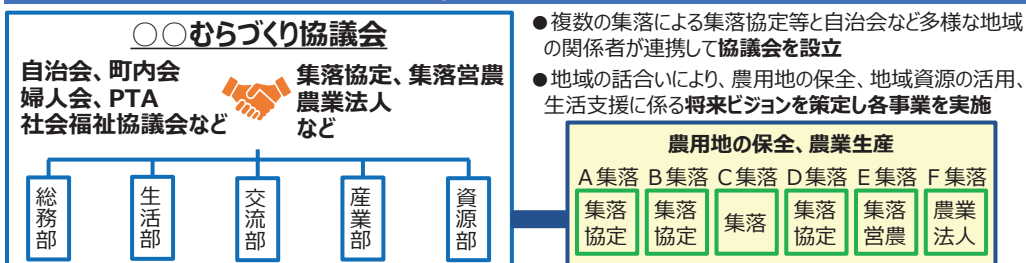 ○○むらづくり協議会
自治会、町内会
婦人会、PTA
社会福祉協議会など
集落協定、集落営農
農業法人
など
総務部
生活部
交流部
産業部
資源部
●複数の集落による集落協定等と自治会など多様な地域
の関係者が連携して協議会を設立
●地域の話合いにより、農用地の保全、地域資源の活用、
生活支援に係る将来ビジョンを策定し各事業を実施
農用地の保全、農業生産
A集落 B集落 C集落 D集落 E集落 F集落
集落
協定
集落
協定
集落
集落
協定
集落
営農
農業
法人